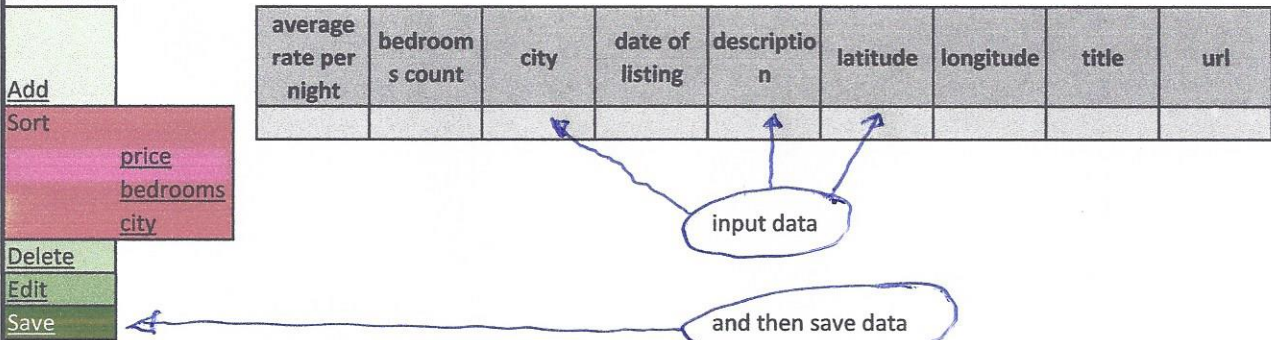 average
rate per
night
bedroom
s count
city
date of
listing
descriptio
n
latitude
longitude
title
url
Add
Sort
price
bedrooms
city
Delete
Edit
Save
input data
and then save data